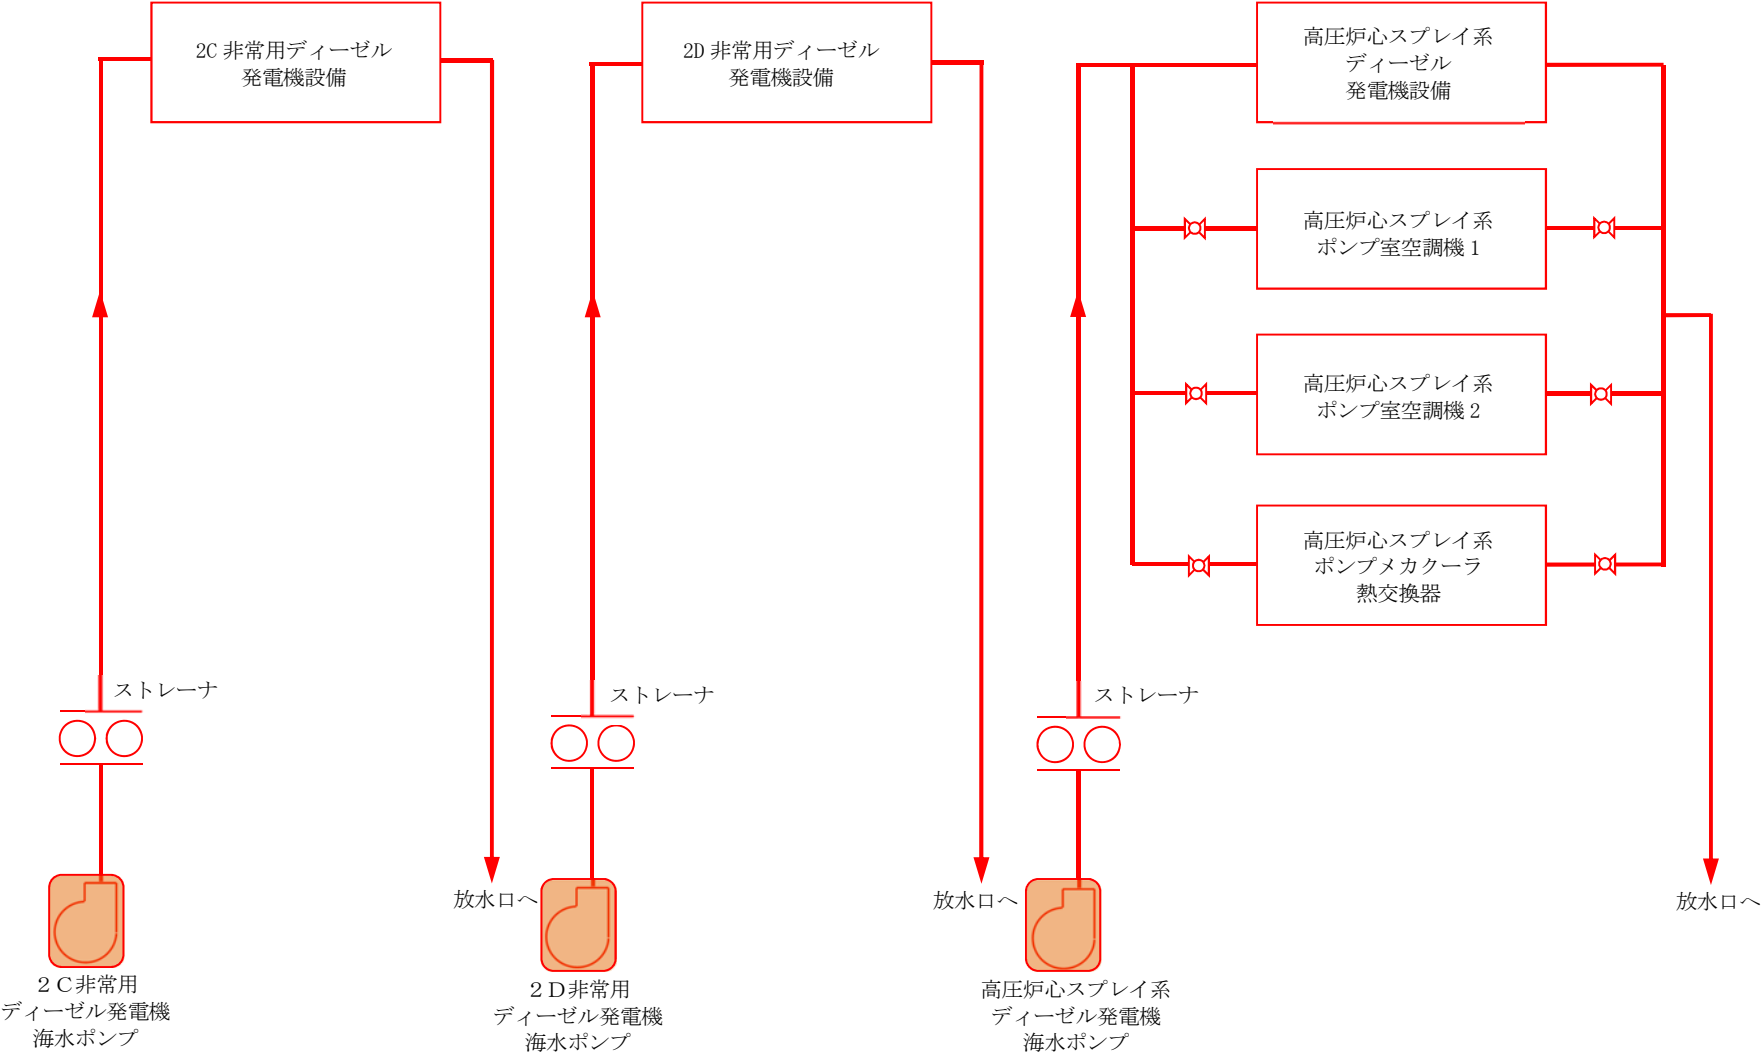 2C 非常用ディーゼル
発電機設備
2D 非常用ディーゼル
発電機設備
高圧炉心スプレイ系
ディーゼル
発電機設備
高圧炉心スプレイ系
ポンプ室空調機 1
高圧炉心スプレイ系
ポンプ室空調機 2
高圧炉心スプレイ系
ポンプメカクーラ
熱交換器
ストレーナ
ストレーナ
ストレーナ
放水口へ
放水口へ
放水口へ
２Ｃ非常用
ディーゼル発電機
海水ポンプ
２Ｄ非常用
ディーゼル発電機
海水ポンプ
高圧炉心スプレイ系
ディーゼル発電機
海水ポンプ